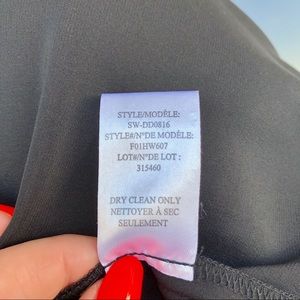 STYLE/MODÈLE:
SW-DD0816
STYLE#/N°DE MODÈLE:
F01HW607
LOT#/N°DE LOT :
315460
DRY CLEAN ONLY
NETTOYER À SEC
SEULEMENT